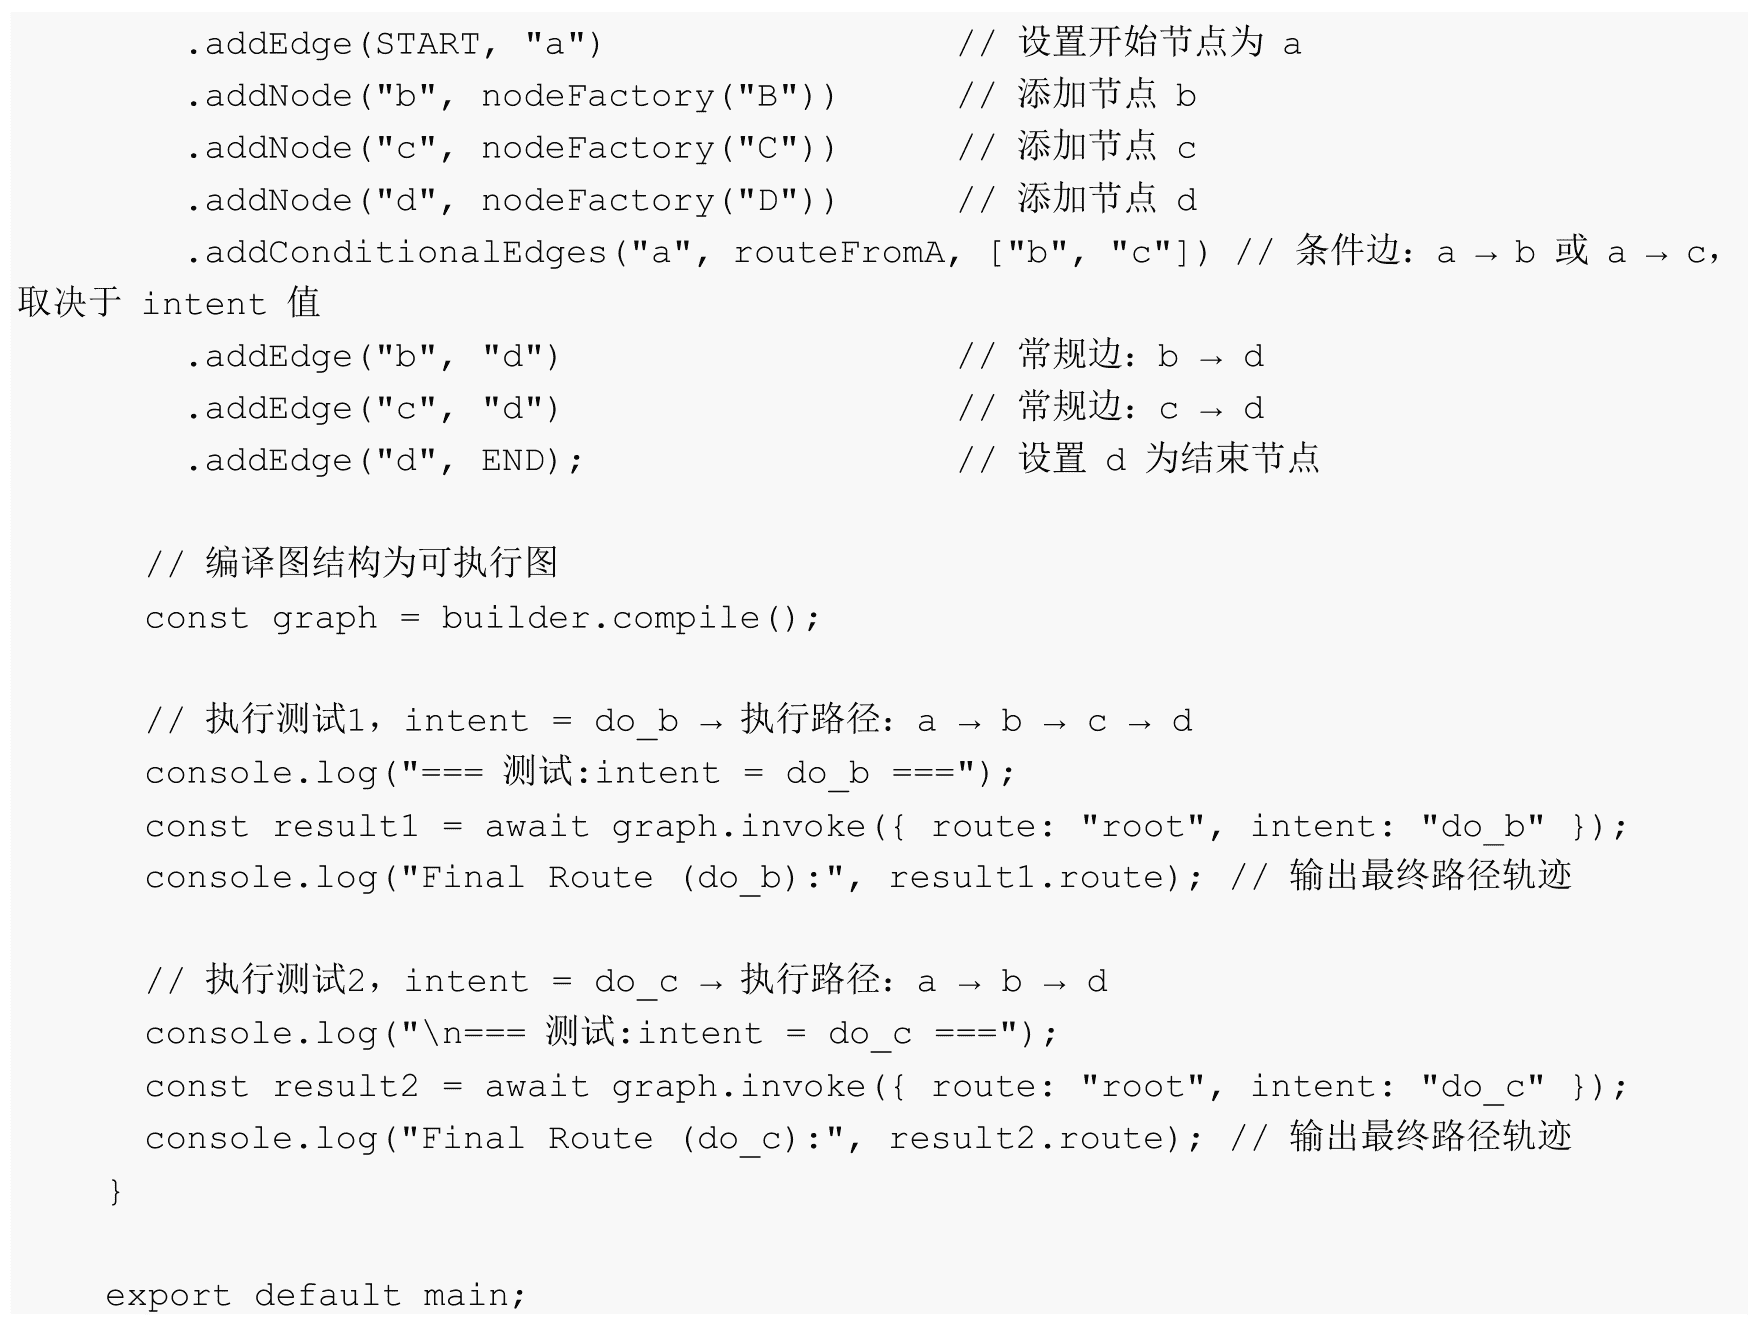 .addEdge(START, "a")                 // 设置开始节点为 a
.addNode("b", nodeFactory("B"))      // 添加节点 b
.addNode("c", nodeFactory("C"))      // 添加节点 c
.addNode("d", nodeFactory("D"))      // 添加节点 d
.addConditionalEdges("a", routeFromA, ["b", "c"]) // 条件边：a → b 或 a → c，
取决于 intent 值
.addEdge("b", "d")                   // 常规边：b → d
.addEdge("c", "d")                   // 常规边：c → d
.addEdge("d", END);                  // 设置 d 为结束节点
// 编译图结构为可执行图
const graph = builder.compile();
// 执行测试1，intent = do_b → 执行路径：a → b → c → d
console.log("=== 测试:intent = do_b ===");
const result1 = await graph.invoke({ route: "root", intent: "do_b" });
console.log("Final Route (do_b):", result1.route); // 输出最终路径轨迹
// 执行测试2，intent = do_c → 执行路径：a → b → d
console.log("\n=== 测试:intent = do_c ===");
const result2 = await graph.invoke({ route: "root", intent: "do_c" });
console.log("Final Route (do_c):", result2.route); // 输出最终路径轨迹
}
export default main;